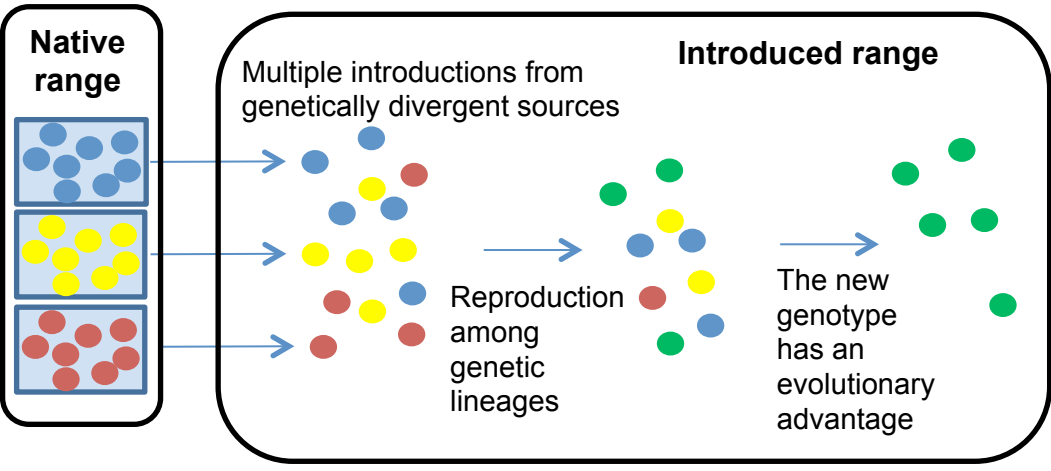 Native
range
Multiple introductions from
genetically divergent sources
Introduced range
Reproduction
among
genetic
lineages
The new
genotype
has an
evolutionary
advantage